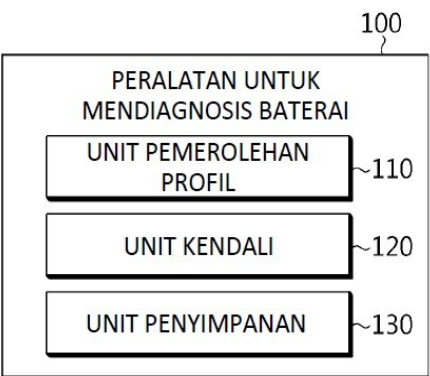 100
PERALATAN UNTUK
MENDIAGNOSIS BATERAI
UNIT PEMEROLEHAN
PROFIL
110
UNIT KENDALI
120
UNIT PENYIMPANAN
130